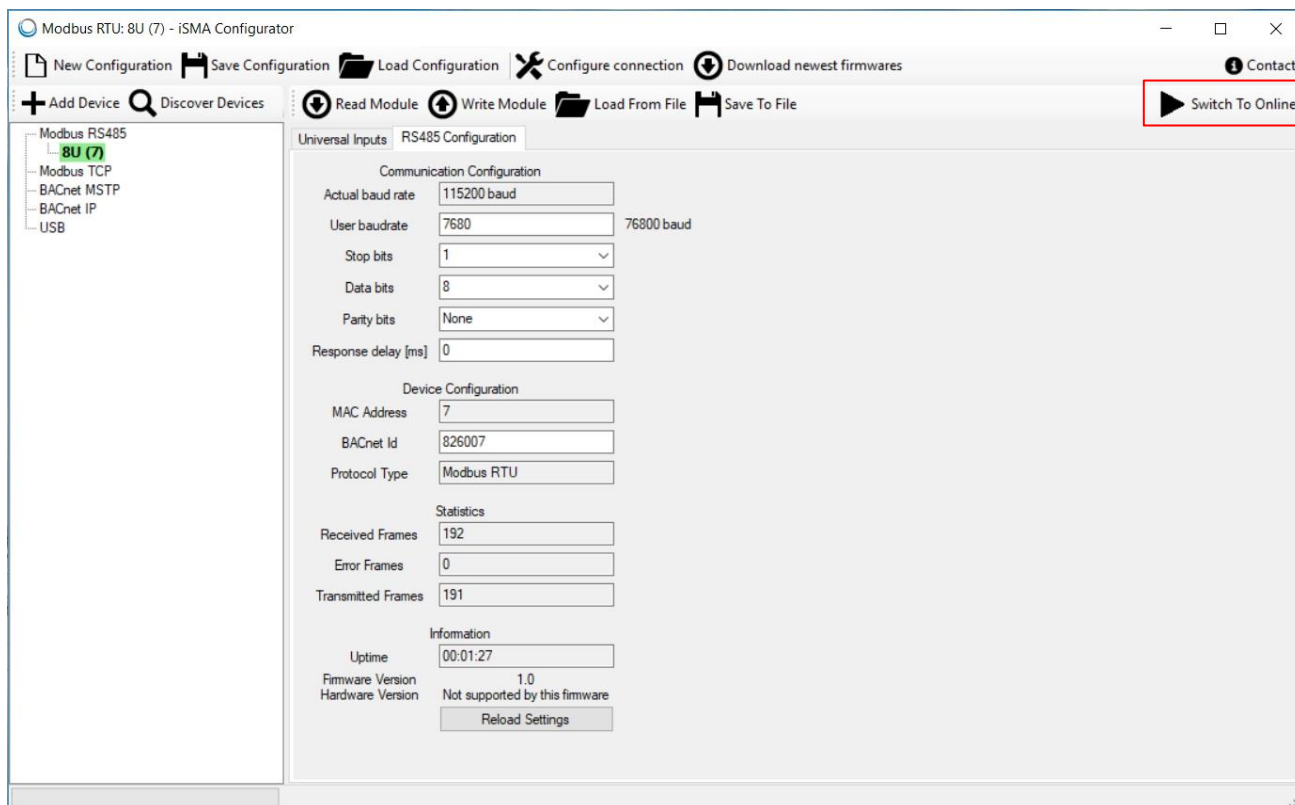 Modbus RTU: 8U (7) - iSMA Configurator
New Configuration Save Configuration Load Configuration Configure connection Download newest firmwares Contact
Add Device Discover Devices Read Module Write Module Load From File Save To File Switch To Online
Modbus RS485
8U (7)
Modbus TCP
BACnet MSTP
BACnet IP
USB
Universal Inputs RS485 Configuration
Communication Configuration
Actual baud rate 115200 baud
User baudrate 7680 76800 baud
Stop bits 1
Data bits 8
Parity bits None
Response delay [ms] 0
Device Configuration
MAC Address 7
BACnet Id 826007
Protocol Type Modbus RTU
Statistics
Received Frames 192
Error Frames 0
Transmitted Frames 191
Information
Uptime 00:01:27
Firmware Version 1.0
Hardware Version Not supported by this firmware
Reload Settings